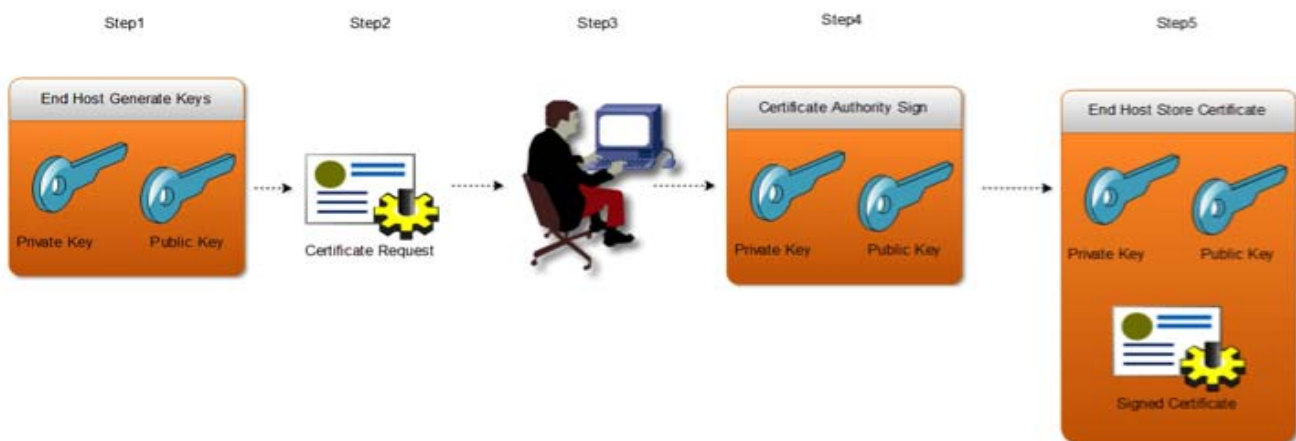 Step1
Step2
Step3
Step4
Step5
End Host Generate Keys
Private Key
Public Key
Certificate Request
Certificate Authority Sign
Private Key
Public Key
End Host Store Certificate
Private Key
Public Key
Signed Certificate